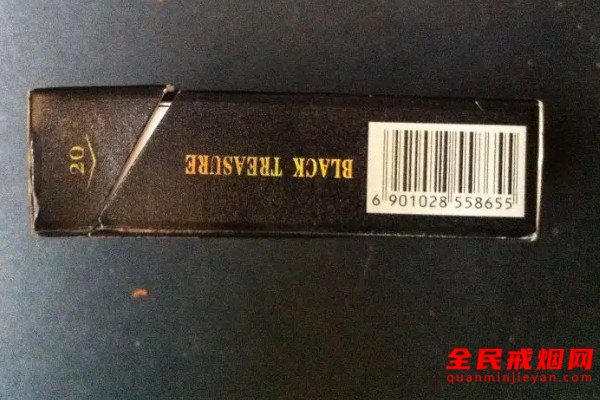 20
BLACK TREASURE
6 901028 558655
全民戒烟网
quanminjieyan.com